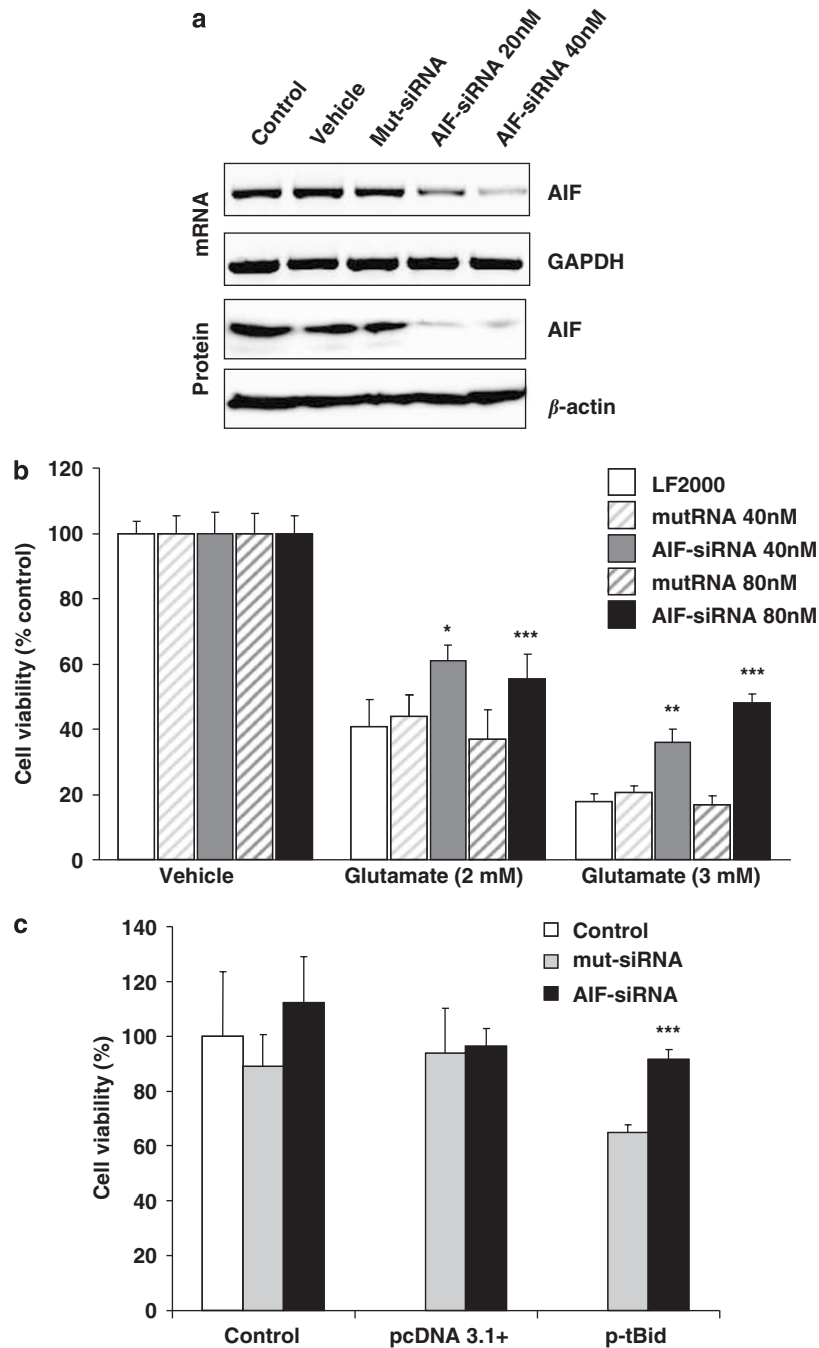 a
Control
Vehicle
Mut-siRNA
AIF-siRNA 20nM
AIF-siRNA 40nM
mRNA
AIF
GAPDH
Protein
AIF
β-actin
b
Cell viability (% control)
120
100
80
60
40
20
0
LF2000
mutRNA 40nM
AIF-siRNA 40nM
mutRNA 80nM
AIF-siRNA 80nM
*
***
**
***
Vehicle
Glutamate (2 mM)
Glutamate (3 mM)
c
Cell viability (%)
140
120
100
80
60
40
20
0
Control
mut-siRNA
AIF-siRNA
***
Control
pcDNA 3.1+
p-tBid